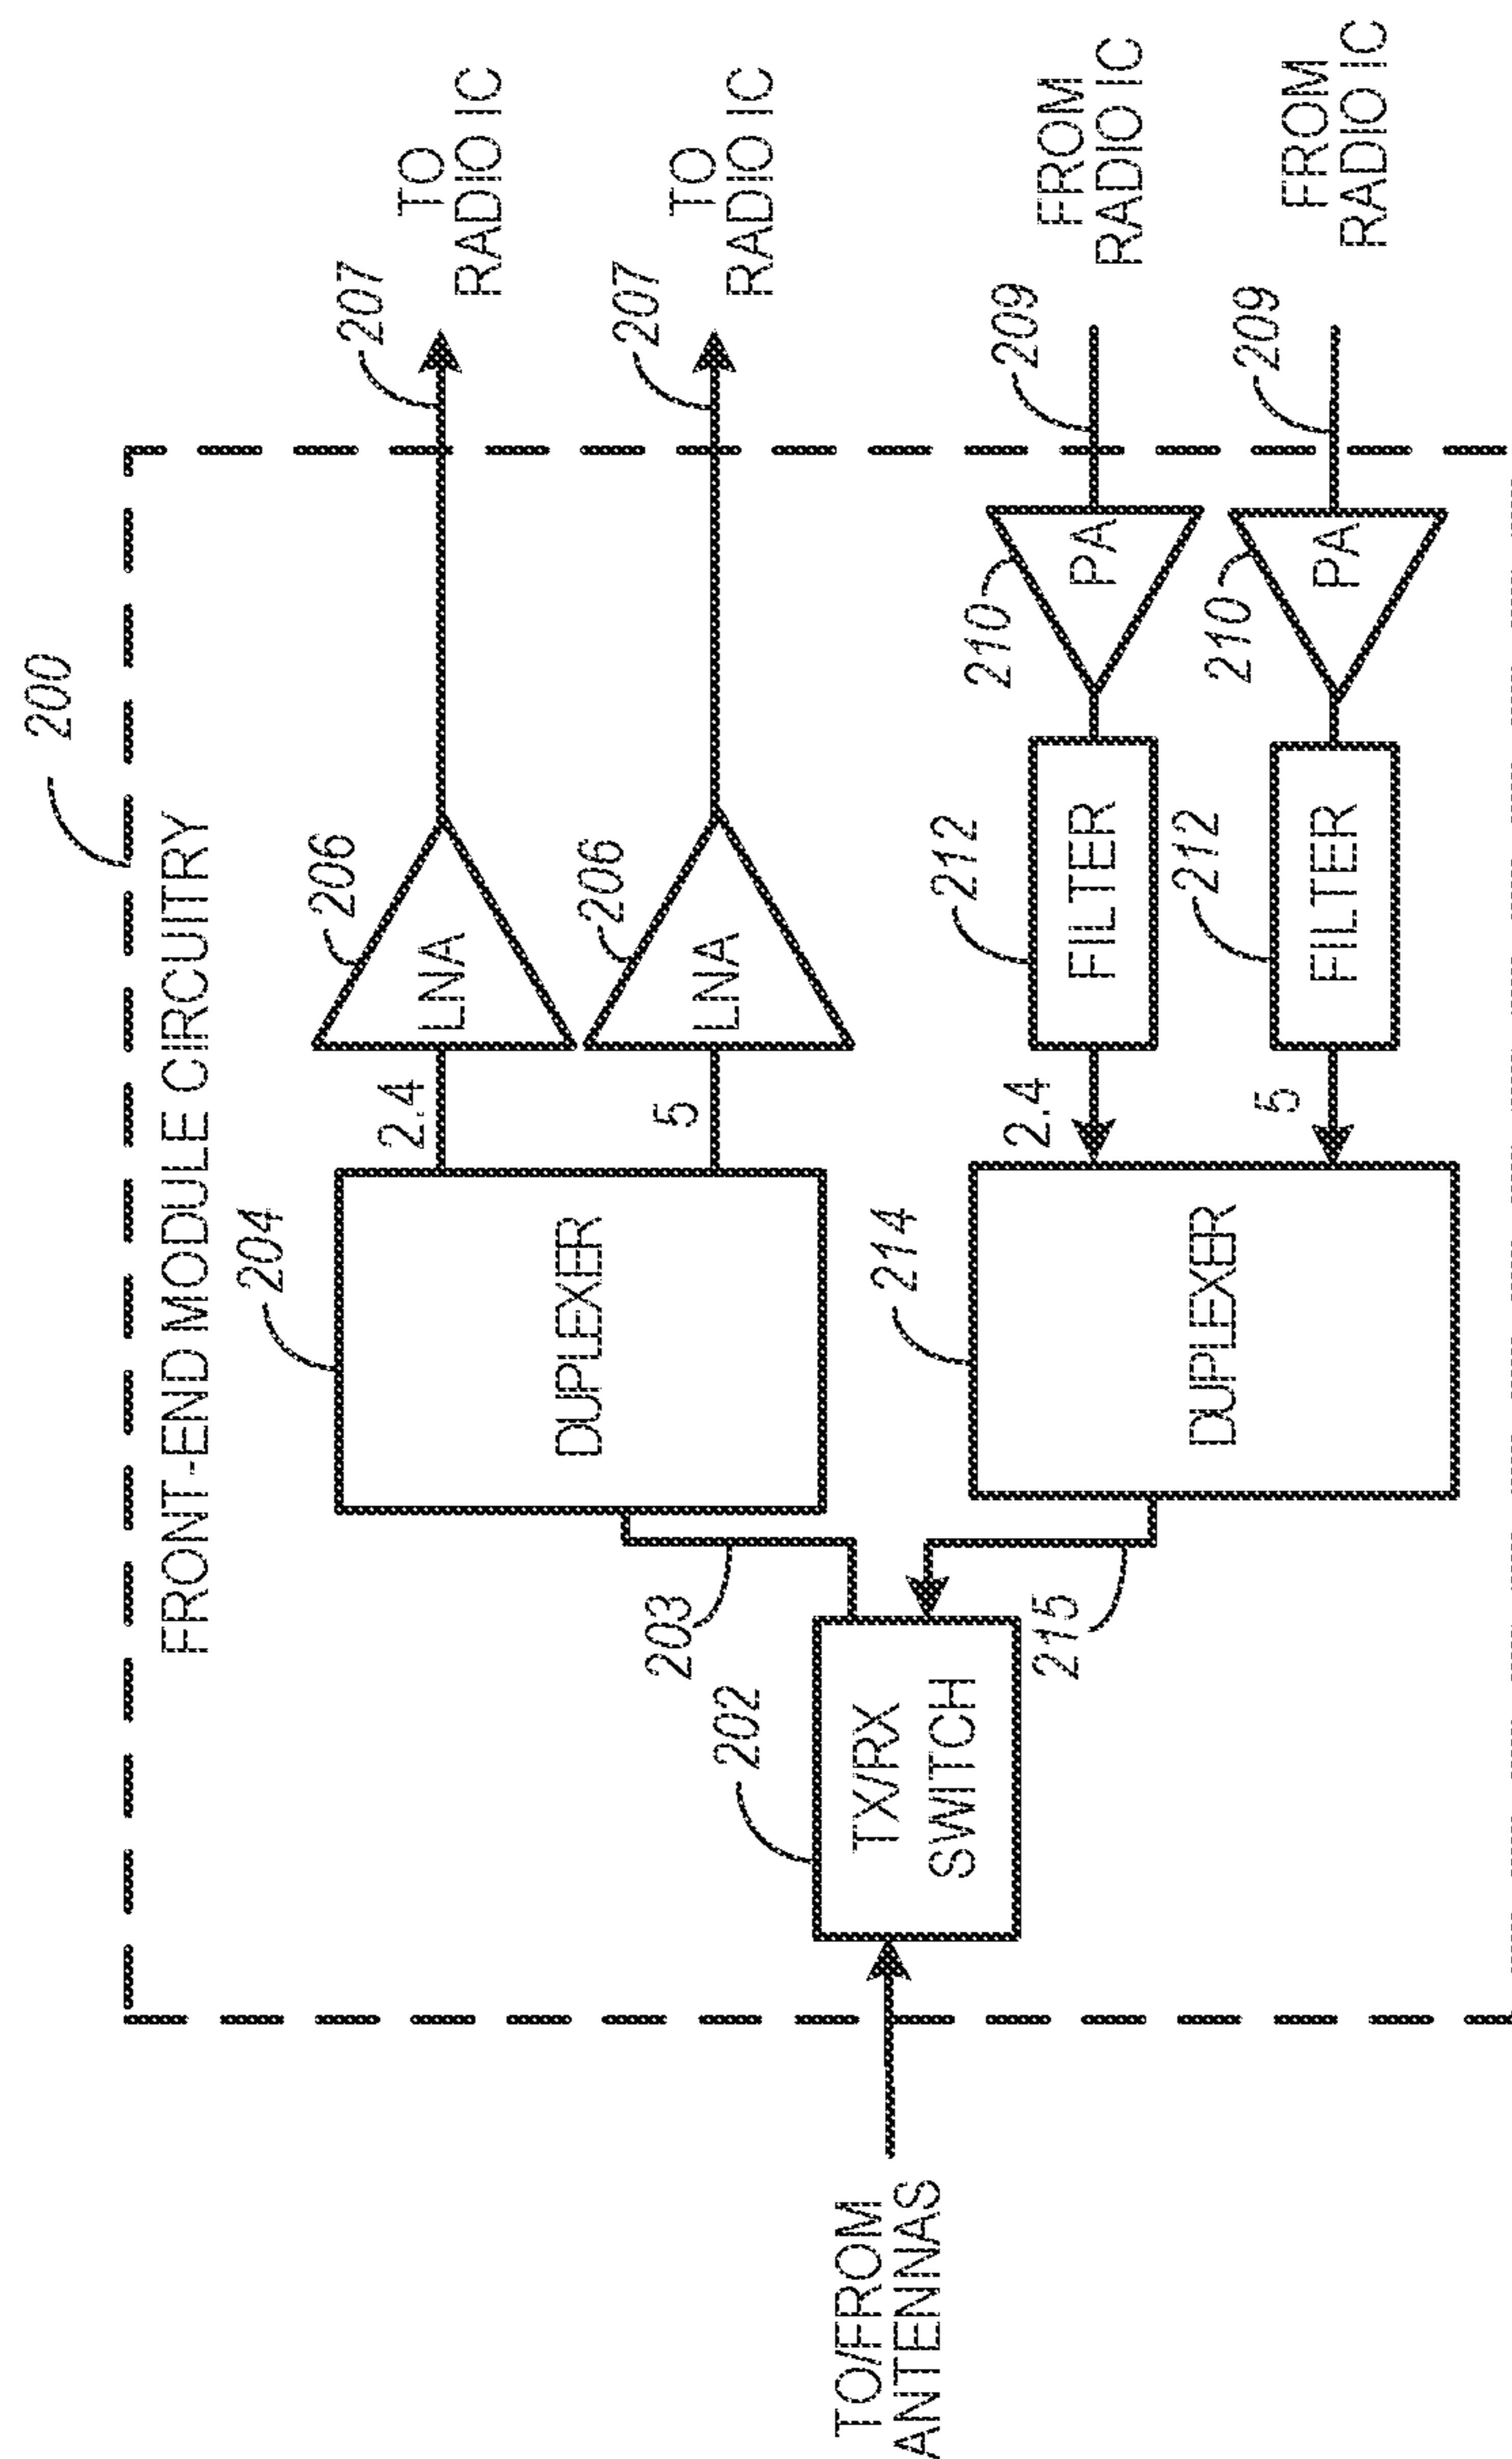 200
FRONT-END MODULE CIRCUITRY
204
DUPLEXER
2.4
5
206
LNA
206
LNA
207
TO
RADIO IC
207
TO
RADIO IC
TO/FROM
ANTENNAS
202
TX/RX
SWITCH
203
215
214
DUPLEXER
2.4
5
212
FILTER
212
FILTER
210
PA
210
PA
209
FROM
RADIO IC
209
FROM
RADIO IC